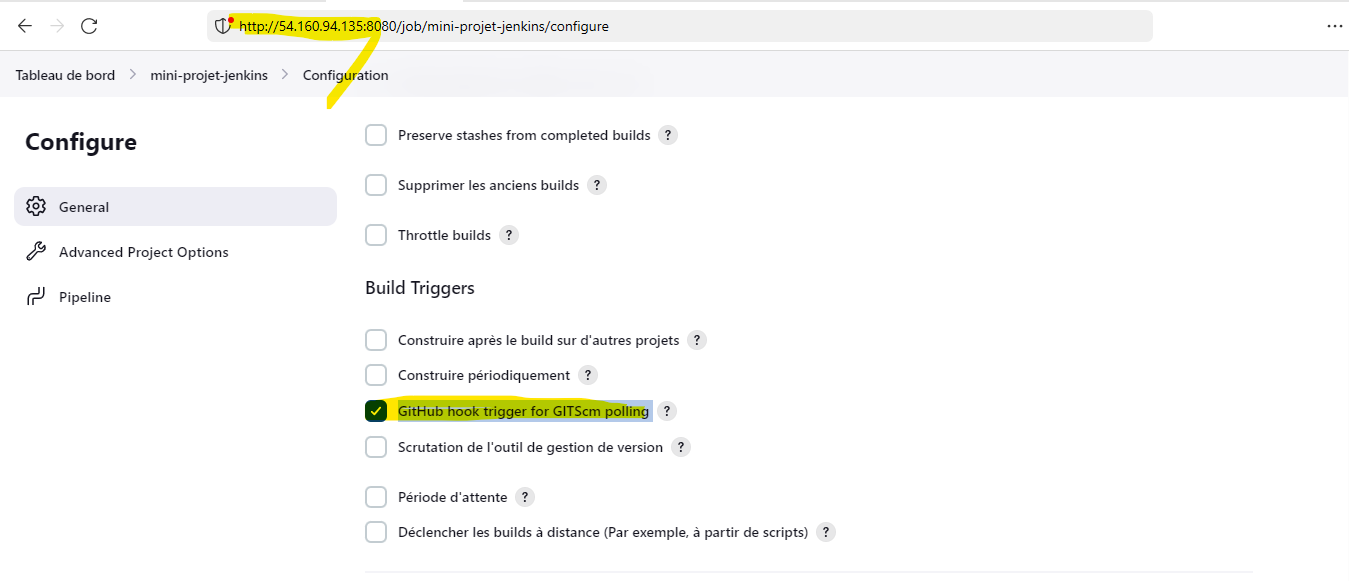 http://54.160.94.135:8080/job/mini-projet-jenkins/configure
Tableau de bord > mini-projet-jenkins > Configuration
Configure
General
Advanced Project Options
Pipeline
Preserve stashes from completed builds ?
Supprimer les anciens builds ?
Throttle builds ?
Build Triggers
Construire après le build sur d'autres projets ?
Construire périodiquement ?
GitHub hook trigger for GITScm polling ?
Scrutation de l'outil de gestion de version ?
Période d'attente ?
Déclencher les builds à distance (Par exemple, à partir de scripts) ?